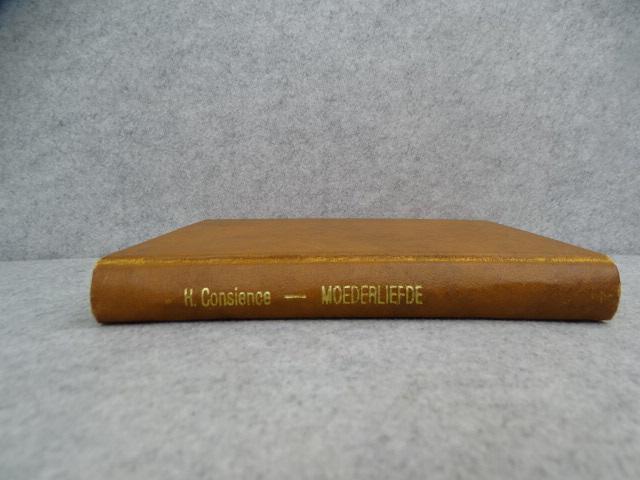 H. Consience — MOEDERLIEFDE